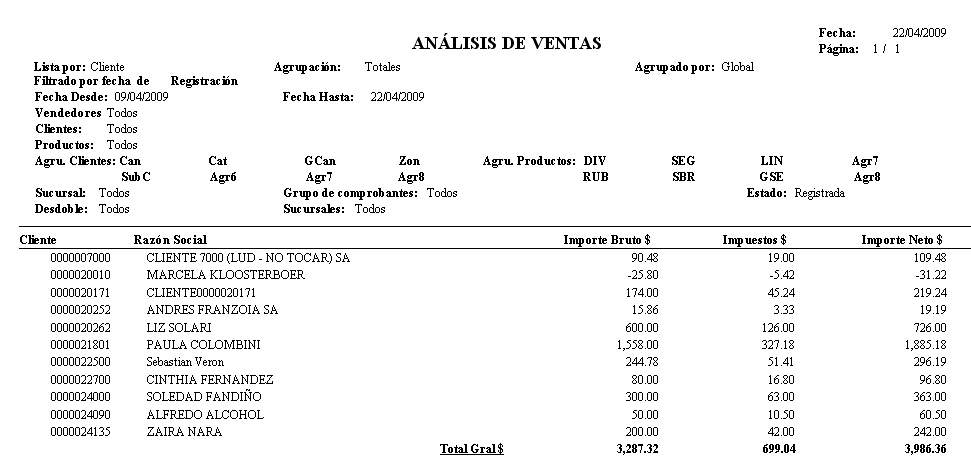 Fecha: 22/04/2009
ANÁLISIS DE VENTAS
Página: 1 / 1
Lista por: Cliente Agrupación: Totales Agrupado por: Global
Filtrado por fecha de Registración
Fecha Desde: 09/04/2009 Fecha Hasta: 22/04/2009
Vendedores Todos
Clientes: Todos
Productos: Todos
Agru. Clientes: Can Cat GCan Zon Agru. Productos: DIV SEG LIN Agr7
SubC Agr6 Agr7 Agr8 RUB SBR GSE Agr8
Sucursal: Todos Grupo de comprobantes: Todos Estado: Registrada
Desdoble: Todos Sucursales: Todos
Cliente Razón Social Importe Bruto $ Impuestos $ Importe Neto $
0000007000 CLIENTE 7000 (LUD - NO TOCAR) SA 90.48 19.00 109.48
0000020010 MARCELA KLOOSTERBOER -25.80 -5.42 -31.22
0000020171 CLIENTE0000020171 174.00 45.24 219.24
0000020252 ANDRES FRANZOIA SA 15.86 3.33 19.19
0000020262 LIZ SOLARI 600.00 126.00 726.00
0000021801 PAULA COLOMBINI 1,558.00 327.18 1,885.18
0000022500 Sebastian Veron 244.78 51.41 296.19
0000022700 CINTHIA FERNANDEZ 80.00 16.80 96.80
0000024000 SOLEDAD FANDIÑO 300.00 63.00 363.00
0000024090 ALFREDO ALCOHOL 50.00 10.50 60.50
0000024135 ZAIRA NARA 200.00 42.00 242.00
Total Gral $ 3,287.32 699.04 3,986.36